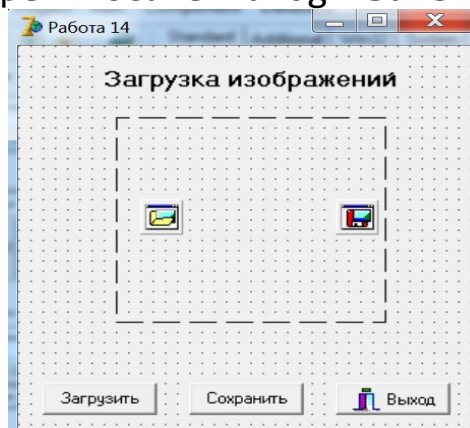 Работа 14
Загрузка изображений
Загрузить
Сохранить
Выход